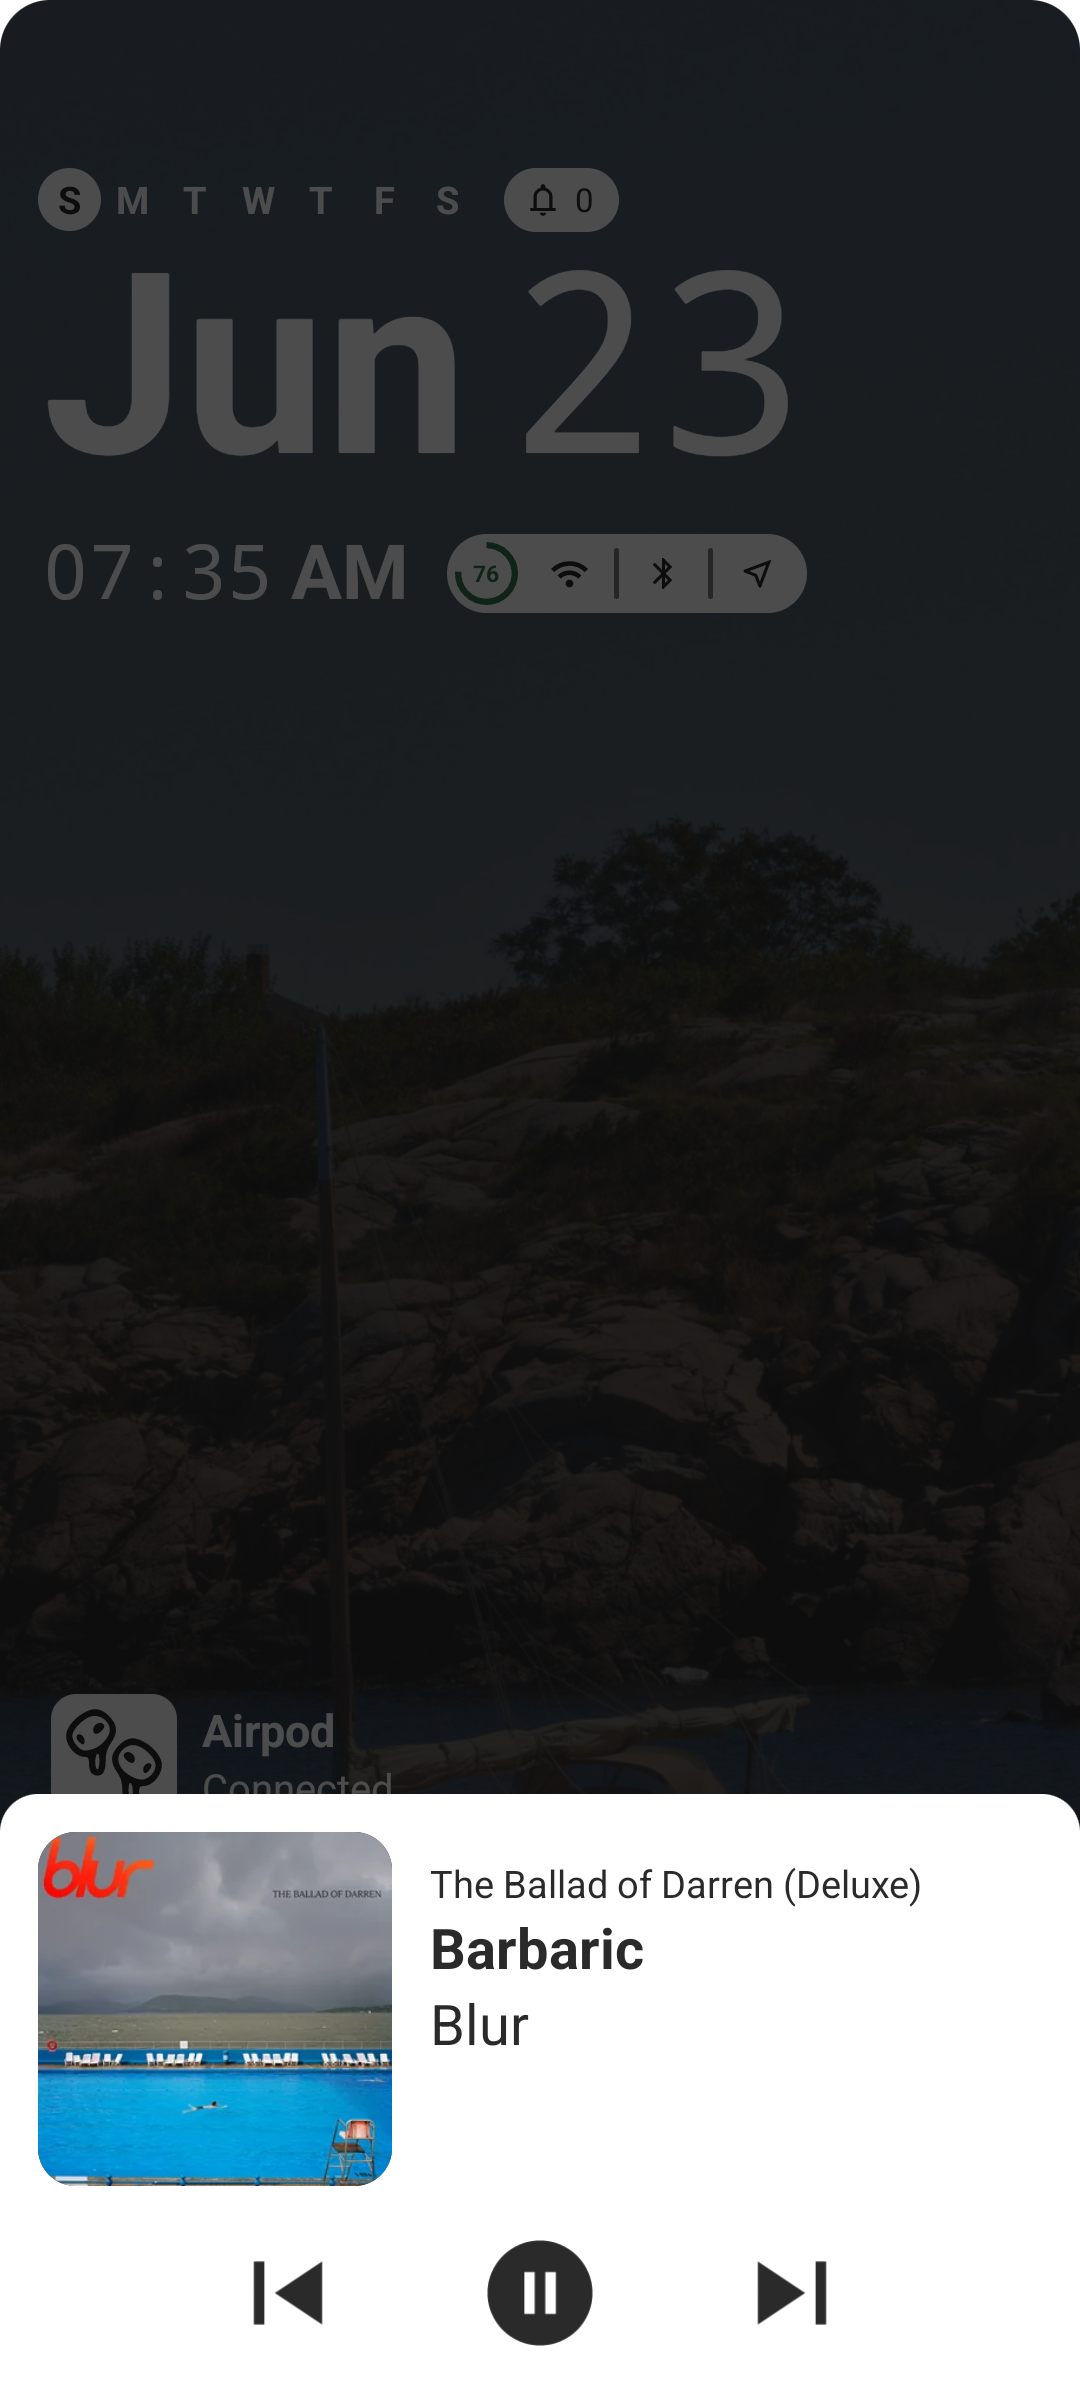 S M T W T F S 0
Jun 23
07:35 AM 76
Airpod
Connected
blur
THE BALLAD OF DARREN
The Ballad of Darren (Deluxe)
Barbaric
Blur